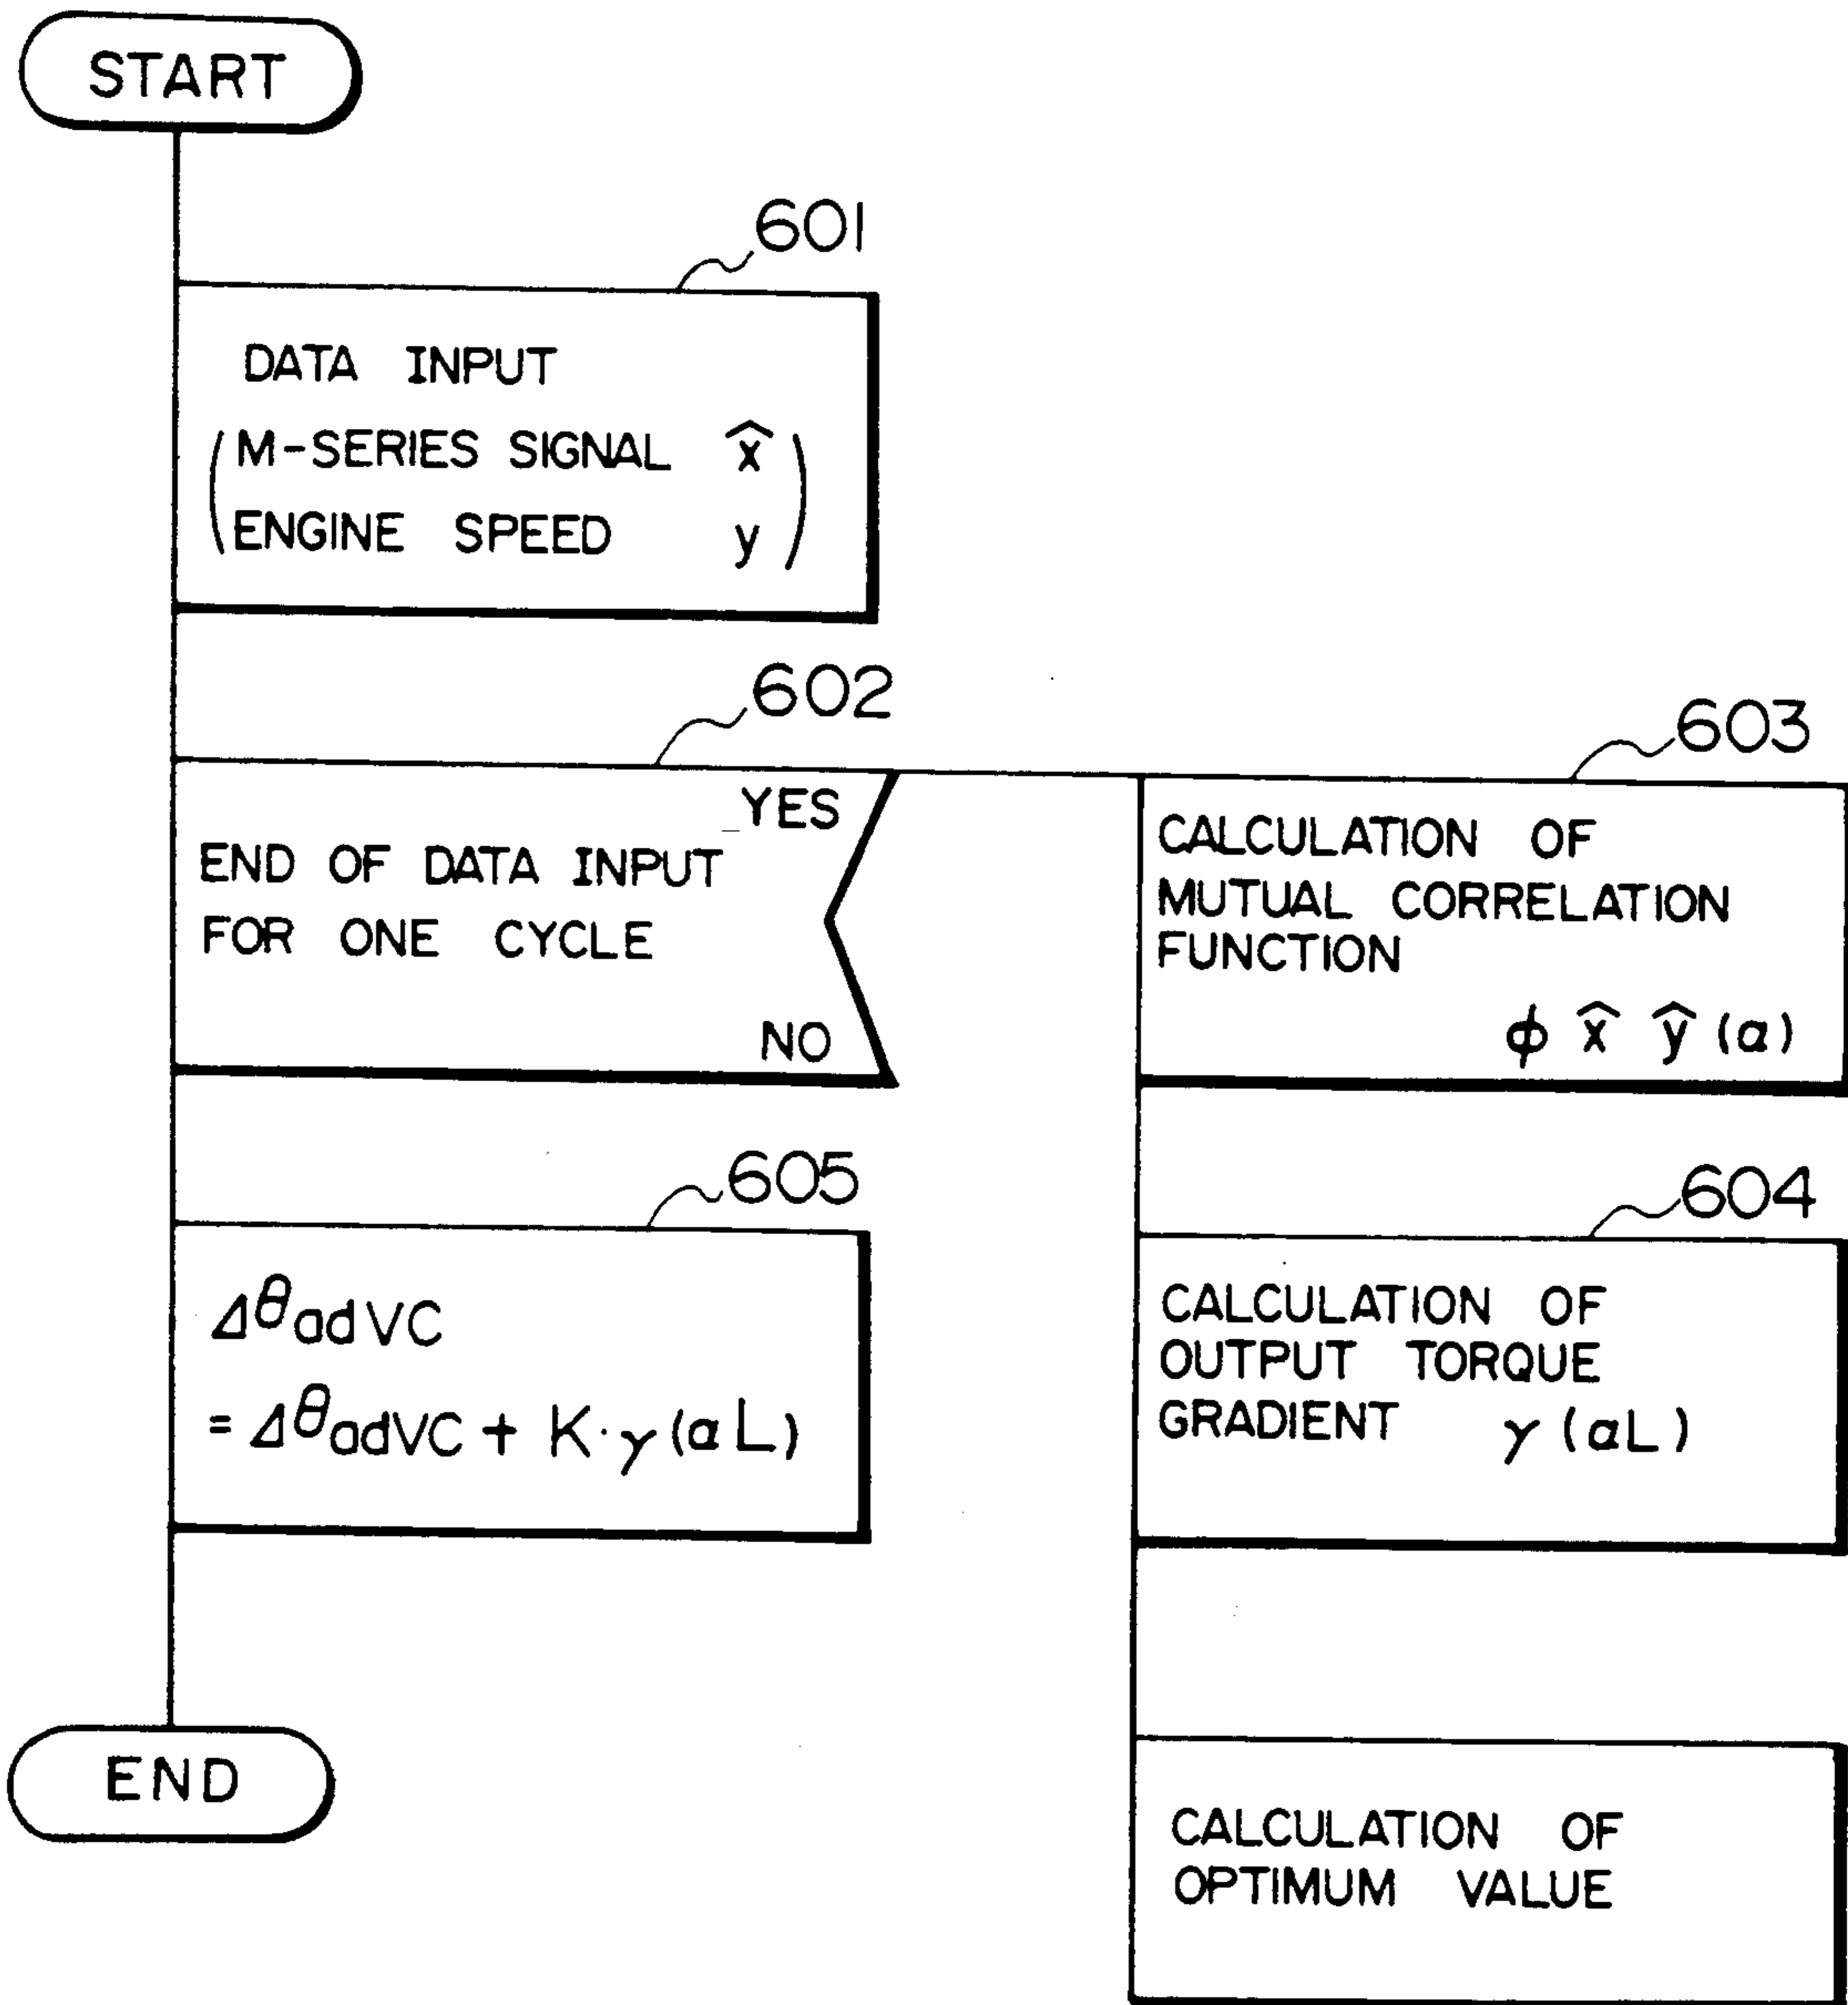 START
601
DATA INPUT
(M-SERIES SIGNAL x̂
ENGINE SPEED y)
602
YES
END OF DATA INPUT
FOR ONE CYCLE
NO
603
CALCULATION OF
MUTUAL CORRELATION
FUNCTION
ϕ x̂ ŷ (α)
605
ΔθadVC
= ΔθadVC + K·γ(αL)
604
CALCULATION OF
OUTPUT TORQUE
GRADIENT γ(αL)
END
CALCULATION OF
OPTIMUM VALUE